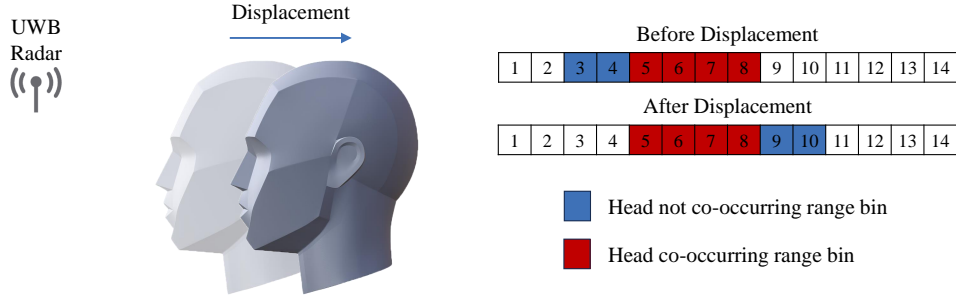 Displacement
UWB
Radar
Before Displacement
1 2 3 4 5 6 7 8 9 10 11 12 13 14
After Displacement
1 2 3 4 5 6 7 8 9 10 11 12 13 14
Head not co-occurring range bin
Head co-occurring range bin